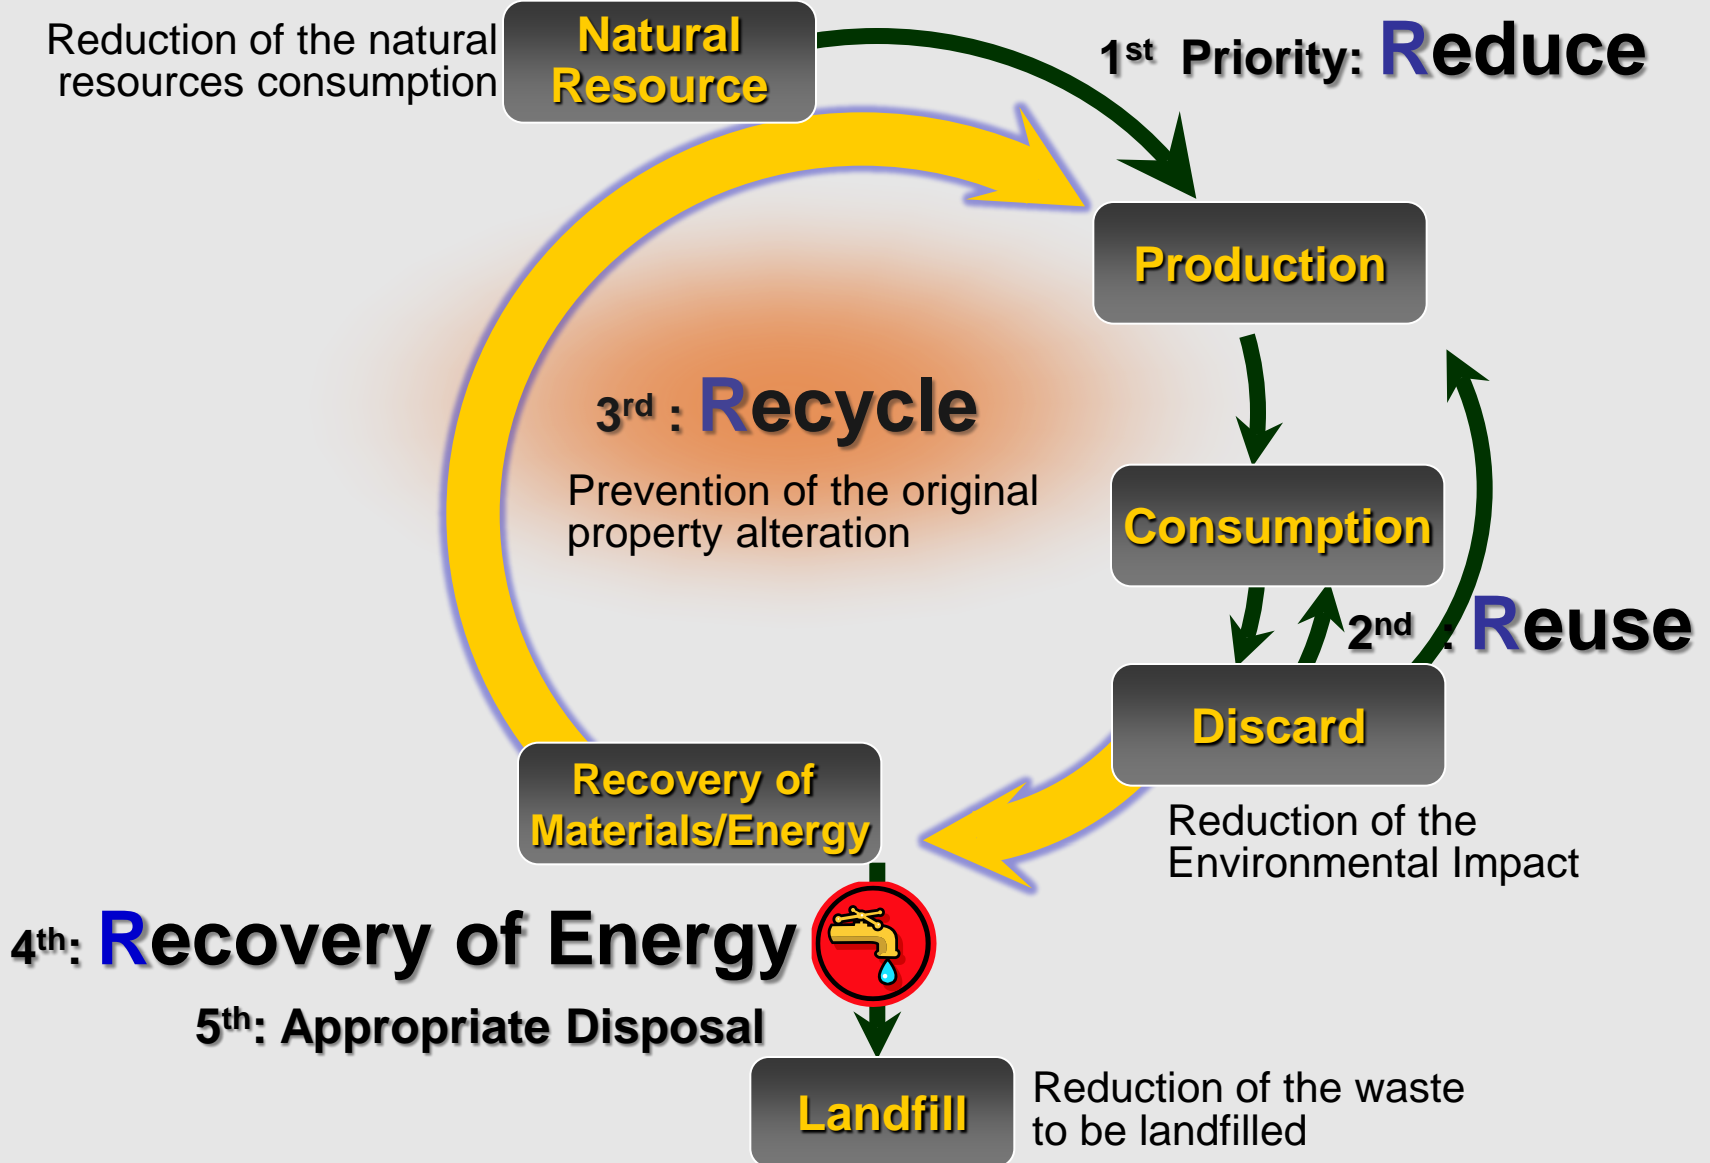 Reduction of the natural
resources consumption
Natural
Resource
1st Priority: Reduce
Production
3rd : Recycle
Prevention of the original
property alteration
Consumption
2nd : Reuse
Discard
Recovery of
Materials/Energy
Reduction of the
Environmental Impact
4th: Recovery of Energy
5th: Appropriate Disposal
Landfill
Reduction of the waste
to be landfilled